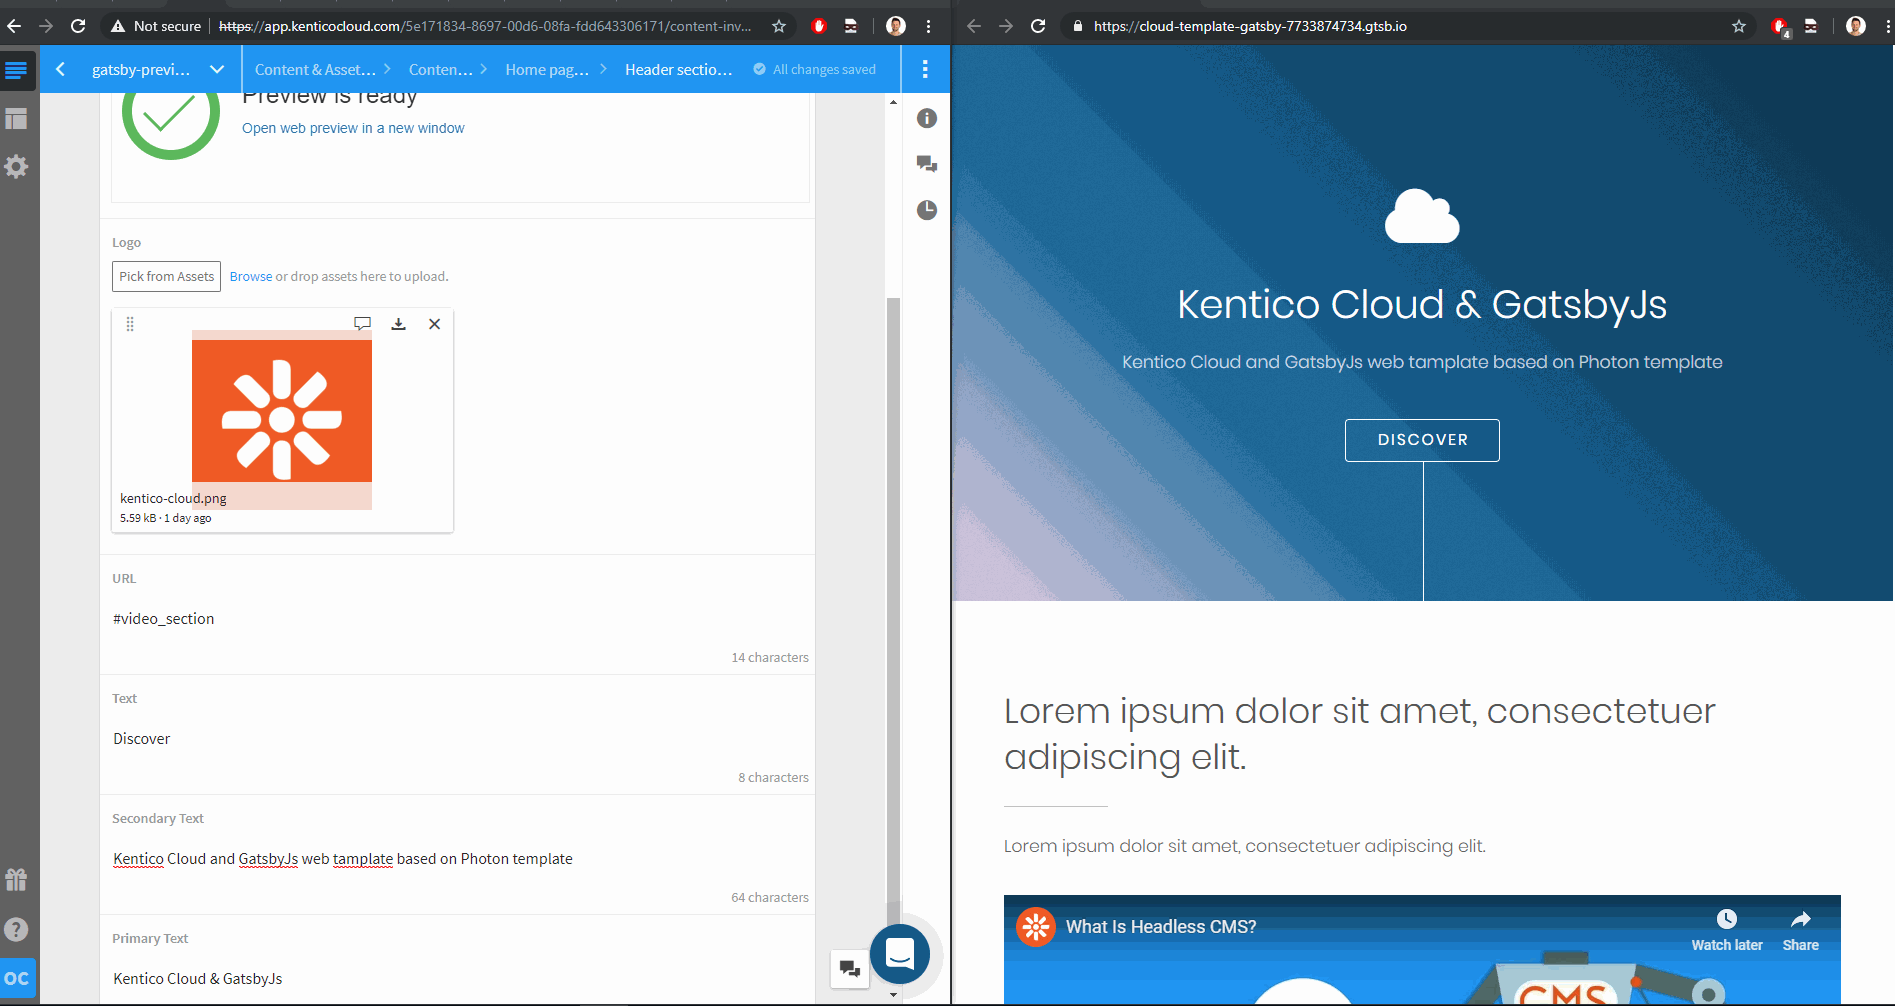 Not secure | https://app.kenticocloud.com/5e171834-8697-00d6-08fa-fdd643306171/content-inv...
gatsby-previ...
Content & Asset... > Conten... > Home pag... > Header sectio...
All changes saved
Preview is ready
Open web preview in a new window
Logo
Pick from Assets
Browse or drop assets here to upload.
kentico-cloud.png
5.59 kB · 1 day ago
URL
#video_section
14 characters
Text
Discover
8 characters
Secondary Text
Kentico Cloud and GatsbyJs web tamplate based on Photon template
64 characters
Primary Text
Kentico Cloud & GatsbyJs
OC
https://cloud-template-gatsby-7733874734.gtsb.io
4
Kentico Cloud & GatsbyJs
Kentico Cloud and GatsbyJs web tamplate based on Photon template
DISCOVER
Lorem ipsum dolor sit amet, consectetuer
adipiscing elit.
Lorem ipsum dolor sit amet, consectetuer adipiscing elit.
What Is Headless CMS?
Watch later
Share
CMS